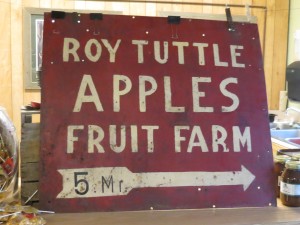 ROY TUTTLE
APPLES
FRUIT FARM
5 Mi.